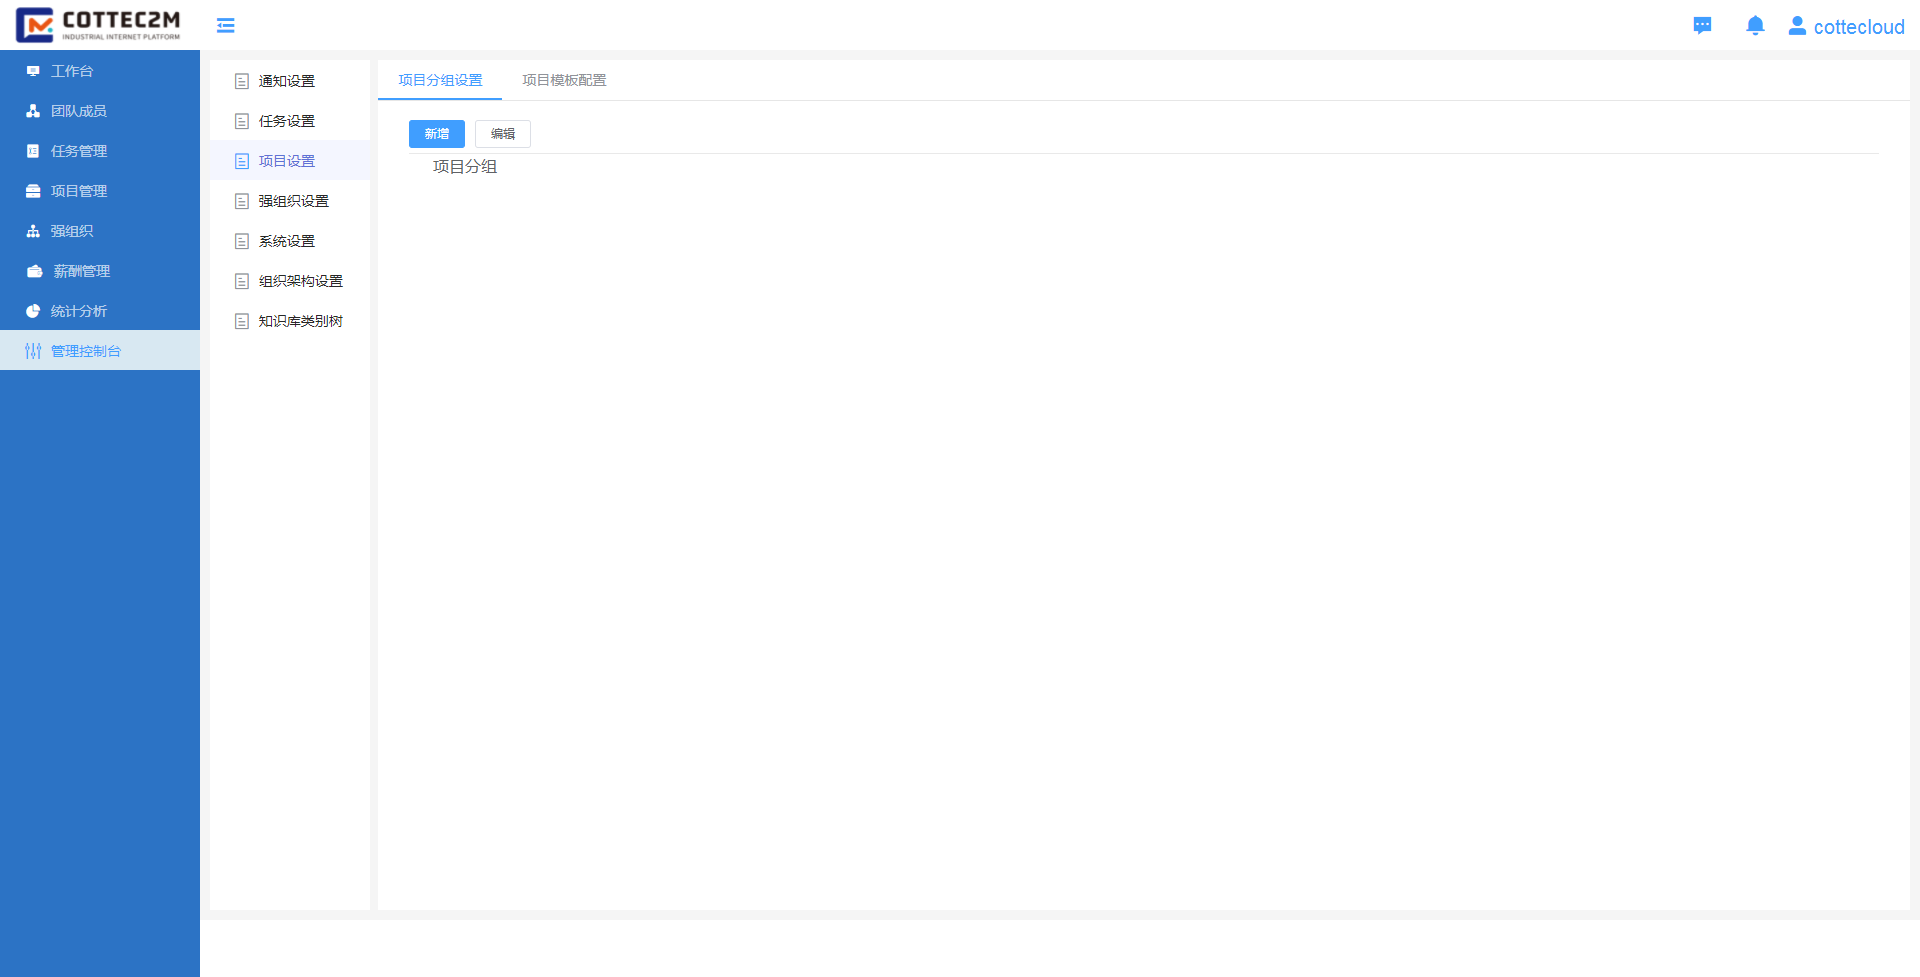 COTTEC2M
INDUSTRIAL INTERNET PLATFORM
cottecloud
工作台
团队成员
任务管理
项目管理
强组织
薪酬管理
统计分析
管理控制台
通知设置
任务设置
项目设置
强组织设置
系统设置
组织架构设置
知识库类别树
项目分组设置
项目模板配置
新增
编辑
项目分组